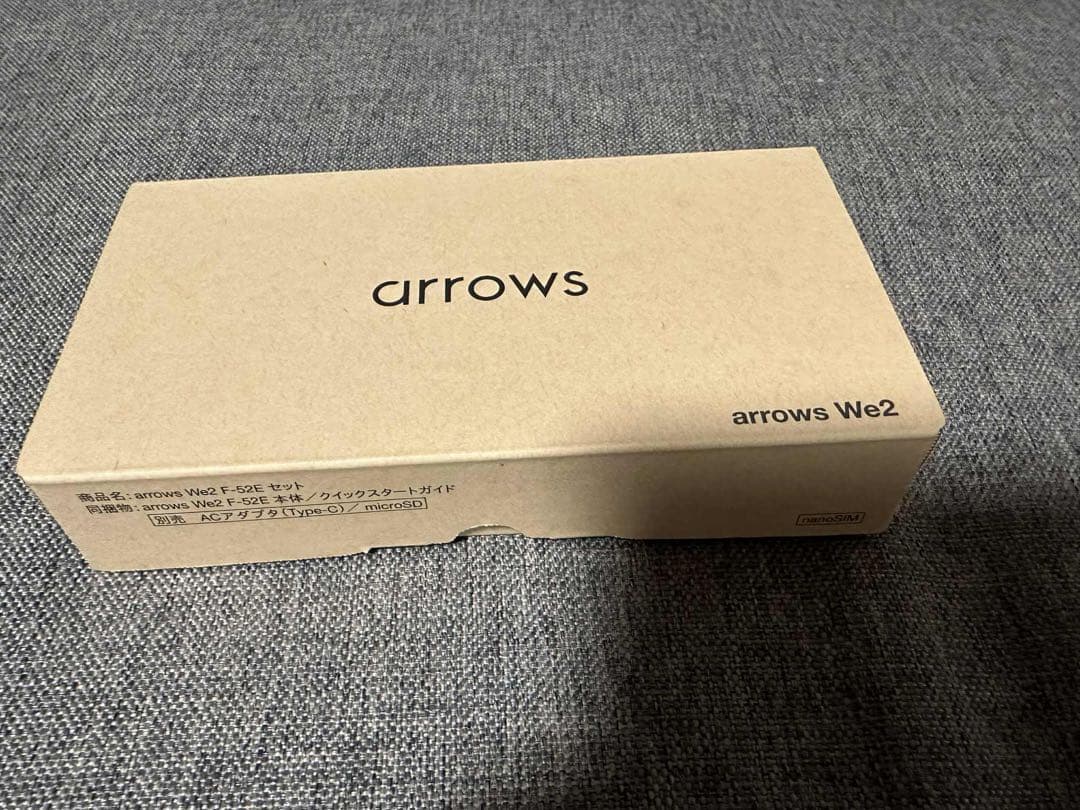 arrows
arrows We2
商品名：arrows We2 F-52E セット
同梱物：arrows We2 F-52E 本体／クイックスタートガイド
別売 ACアダプタ(Type-C)／microSD
nanoSIM